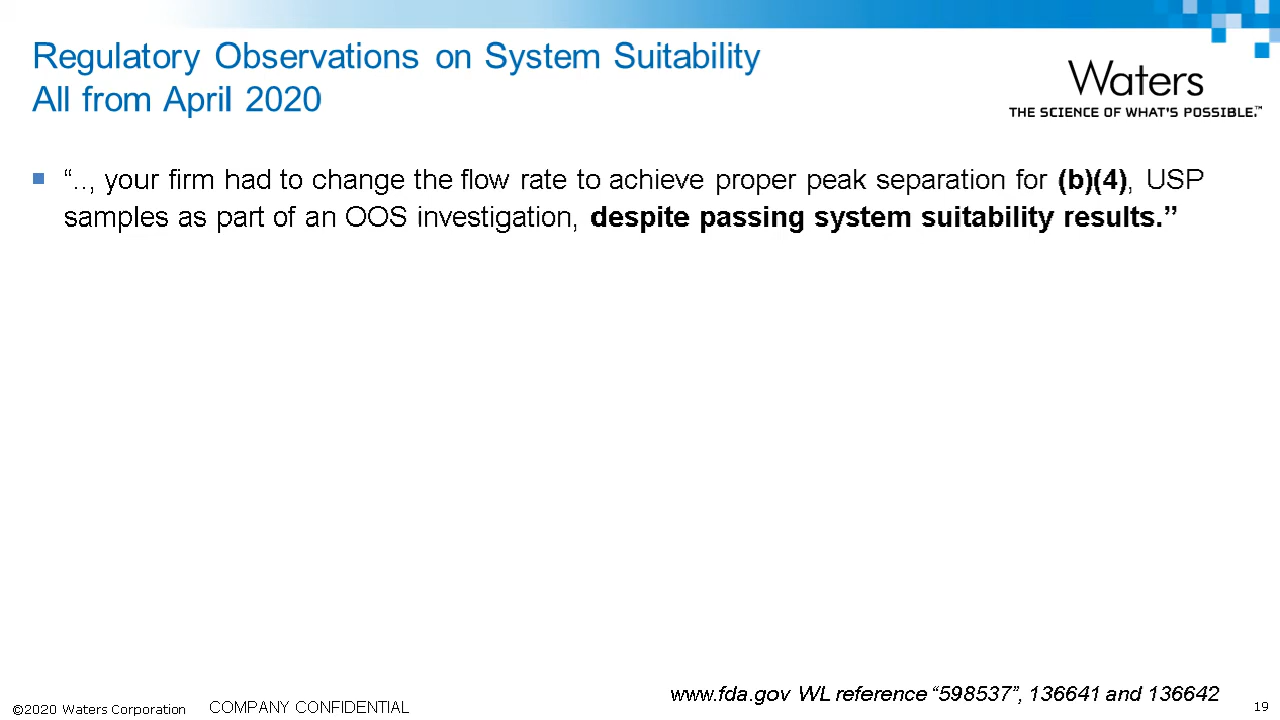 Regulatory Observations on System Suitability
All from April 2020
Waters
THE SCIENCE OF WHAT'S POSSIBLE.™
“.., your firm had to change the flow rate to achieve proper peak separation for (b)(4), USP
samples as part of an OOS investigation, despite passing system suitability results.”
www.fda.gov WL reference “598537”, 136641 and 136642
©2020 Waters Corporation COMPANY CONFIDENTIAL
19